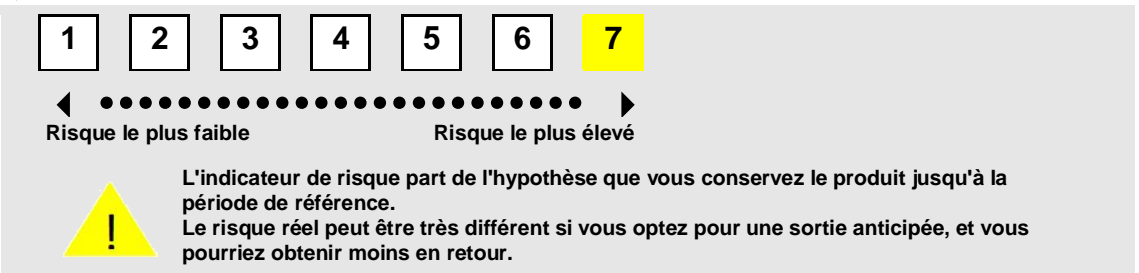 1 2 3 4 5 6 7
Risque le plus faible Risque le plus élevé
L'indicateur de risque part de l'hypothèse que vous conservez le produit jusqu'à la
période de référence.
Le risque réel peut être très différent si vous optez pour une sortie anticipée, et vous
pourriez obtenir moins en retour.
!